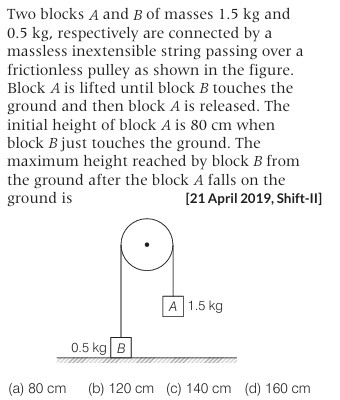 Two blocks A and B of masses 1.5 kg and
0.5 kg, respectively are connected by a
massless inextensible string passing over a
frictionless pulley as shown in the figure.
Block A is lifted until block B touches the
ground and then block A is released. The
initial height of block A is 80 cm when
block B just touches the ground. The
maximum height reached by block B from
the ground after the block A falls on the
ground is [21 April 2019, Shift-II]
A 1.5 kg
0.5 kg B
(a) 80 cm (b) 120 cm (c) 140 cm (d) 160 cm